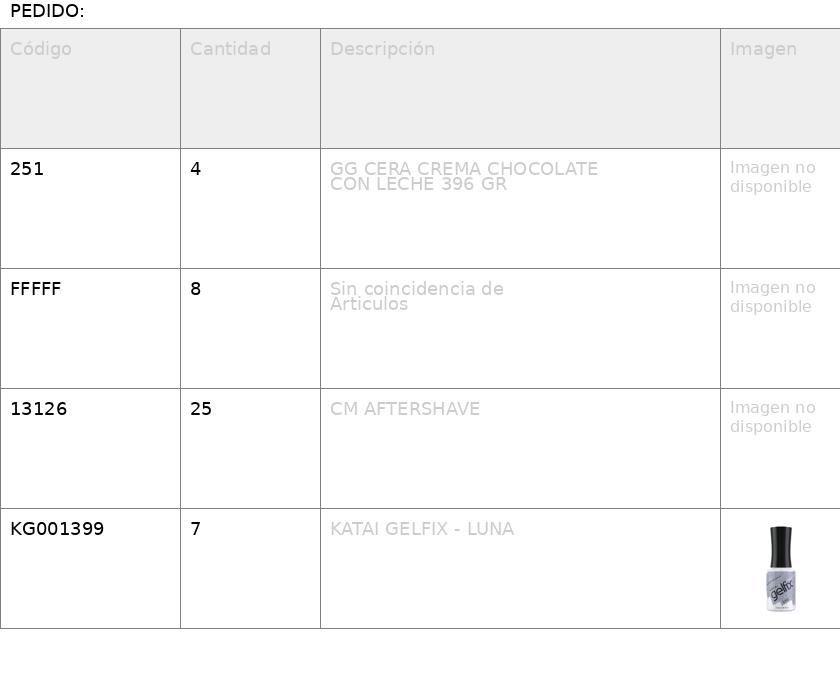 PEDIDO:
Código Cantidad Descripción Imagen
251 4 GG CERA CREMA CHOCOLATE Imagen no
CON LECHE 396 GR disponible
FFFFF 8 Sin coincidencia de Imagen no
Articulos disponible
13126 25 CM AFTERSHAVE Imagen no
disponible
KG001399 7 KATAI GELFIX - LUNA
gelfix